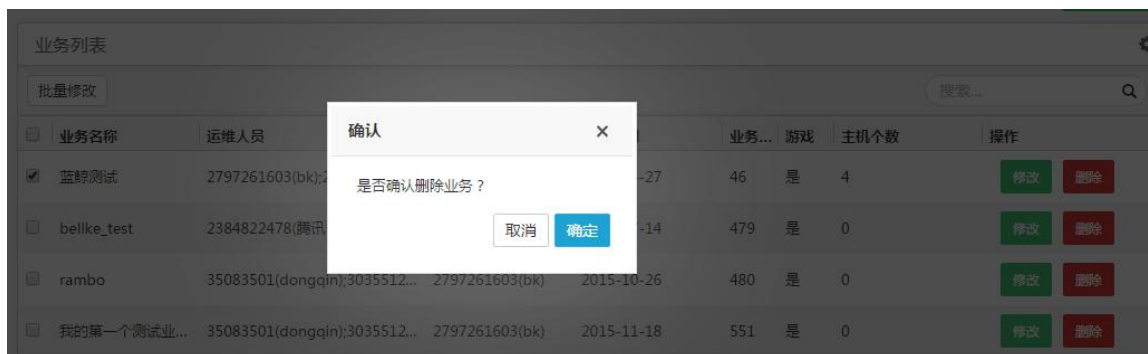 业务列表
批量修改 搜索...
业务名称 运维人员 业务... 游戏 主机个数 操作
确认 ×
是否确认删除业务？
取消 确定
蓝鲸测试 2797261603(bk);2 -27 46 是 4 修改 删除
bellke_test 2384822478(腾讯 -14 479 是 0 修改 删除
rambo 35083501(dongqin);3035512... 2797261603(bk) 2015-10-26 480 是 0 修改 删除
我的第一个测试业... 35083501(dongqin);3035512... 2797261603(bk) 2015-11-18 551 是 0 修改 删除